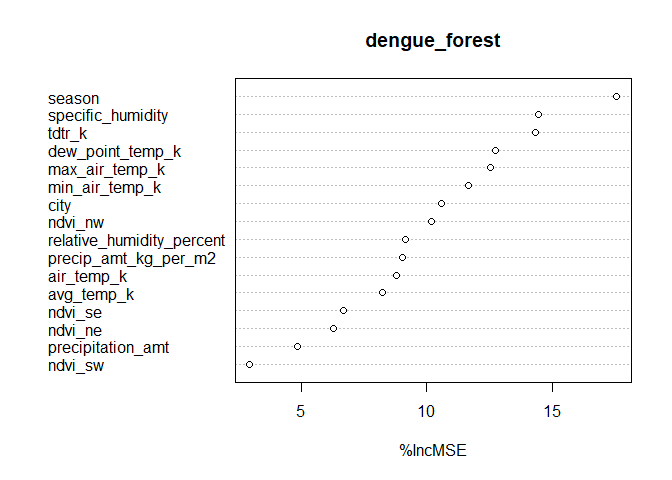 dengue_forest
season
specific_humidity
tdtr_k
dew_point_temp_k
max_air_temp_k
min_air_temp_k
city
ndvi_nw
relative_humidity_percent
precip_amt_kg_per_m2
air_temp_k
avg_temp_k
ndvi_se
ndvi_ne
precipitation_amt
ndvi_sw
5 10 15
%IncMSE